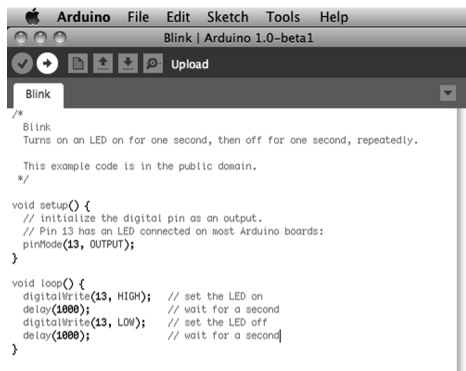 Arduino File Edit Sketch Tools Help
Blink | Arduino 1.0-beta1
Upload
Blink
/*
  Blink
  Turns on an LED on for one second, then off for one second, repeatedly.

  This example code is in the public domain.
 */

void setup() {
  // initialize the digital pin as an output.
  // Pin 13 has an LED connected on most Arduino boards:
  pinMode(13, OUTPUT);
}

void loop() {
  digitalWrite(13, HIGH);   // set the LED on
  delay(1000);              // wait for a second
  digitalWrite(13, LOW);    // set the LED off
  delay(1000);              // wait for a second
}